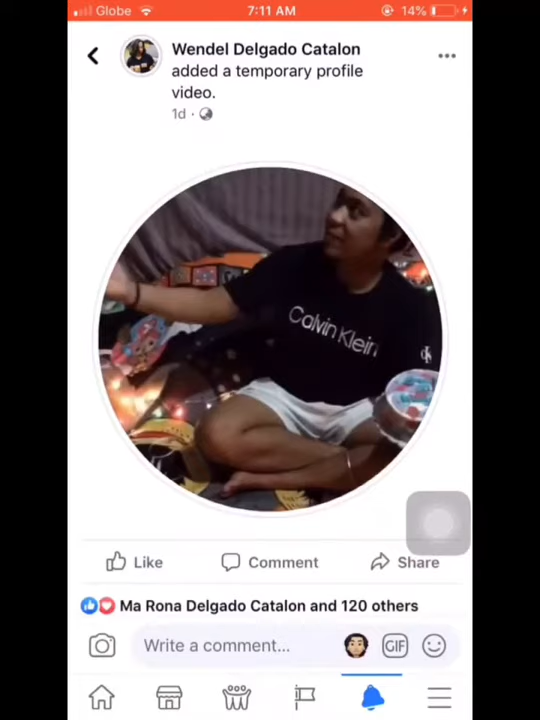 Globe 7:11 AM 14%
Wendel Delgado Catalon
added a temporary profile
video.
1d ·
Calvin Klein
cK
Like Comment Share
Ma Rona Delgado Catalon and 120 others
Write a comment... GIF